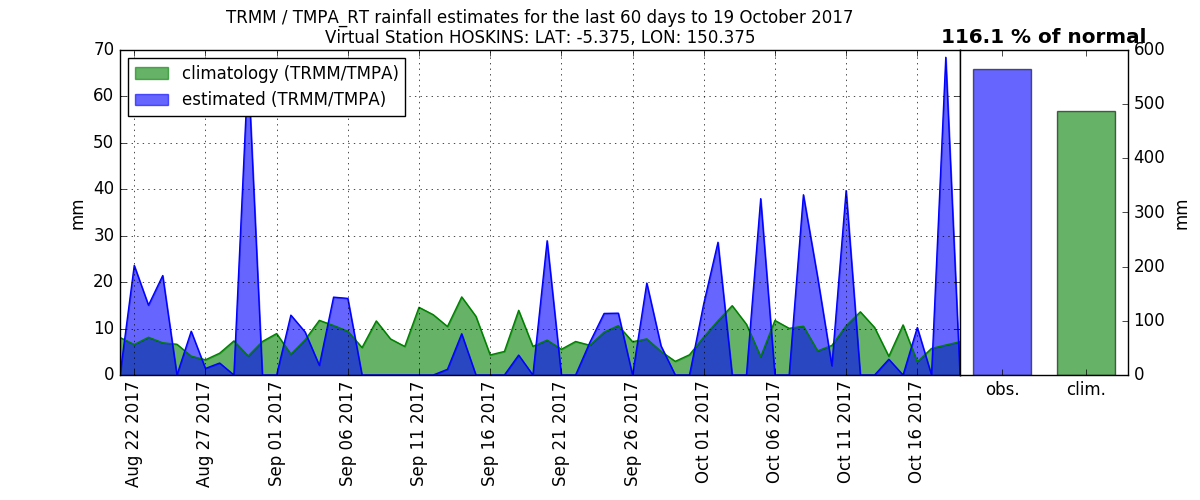 TRMM / TMPA_RT rainfall estimates for the last 60 days to 19 October 2017
Virtual Station HOSKINS: LAT: -5.375, LON: 150.375
116.1 % of normal
climatology (TRMM/TMPA)
estimated (TRMM/TMPA)
mm
70
60
50
40
30
20
10
0
Aug 22 2017
Aug 27 2017
Sep 01 2017
Sep 06 2017
Sep 11 2017
Sep 16 2017
Sep 21 2017
Sep 26 2017
Oct 01 2017
Oct 06 2017
Oct 11 2017
Oct 16 2017
obs.
clim.
600
500
400
300
200
100
0
mm